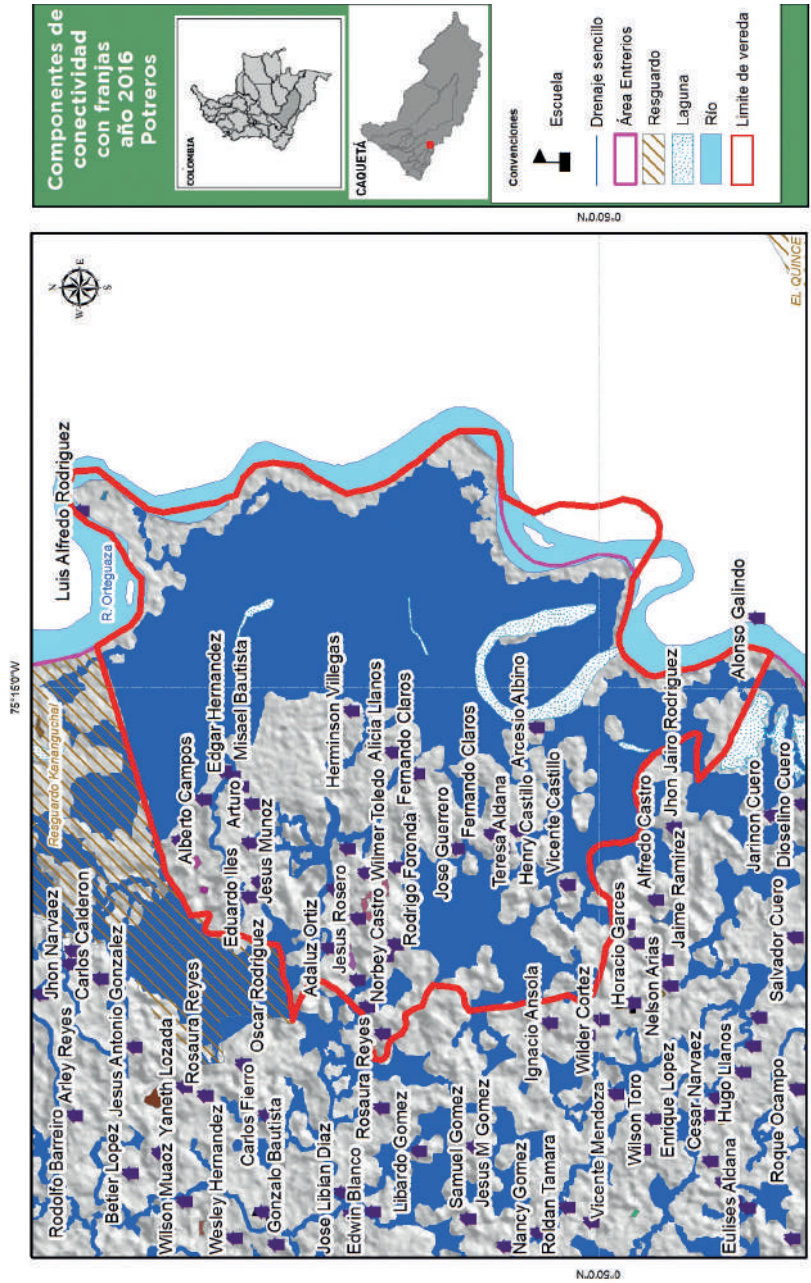 Componentes de
conectividad
con franjas
año 2016
Potreros
COLOMBIA
CAQUETÁ
Convenciones
Escuela
Drenaje sencillo
Área Entrerios
Resguardo
Laguna
Río
Limite de vereda
75°15'0"W
0°50'0"N
0°50'0"N
N
W
E
S
EL QUINCE
Luis Alfredo Rodriguez
R. Orteguaza
Resguardo Kananguchal
Alberto Campos
Edgar Hernandez
Arturo
Misael Bautista
Eduardo Iles
Jesus Munoz
Herminson Villegas
Adaluz Ortiz
Jesus Rosero
Norbey Castro
Wilmer Toledo
Alicia Llanos
Rodrigo Foronda
Fernando Claros
Jose Guerrero
Fernando Claros
Teresa Aldana
Henry Castillo
Arcesio Albino
Vicente Castillo
Horacio Garces
Alfredo Castro
Nelson Arias
Jaime Ramirez
Jhon Jairo Rodriguez
Alonso Galindo
Jarinon Cuero
Dioselino Cuero
Salvador Cuero
Jhon Narvaez
Carlos Calderon
Rodolfo Barreiro
Arley Reyes
Betier Lopez
Jesus Antonio Gonzalez
Wilson Muaoz
Yaneth Lozada
Rosaura Reyes
Wesley Hernandez
Carlos Fierro
Oscar Rodriguez
Gonzalo Bautista
Jose Libian Diaz
Edwin Blanco
Rosaura Reyes
Libardo Gomez
Samuel Gomez
Jesus M Gomez
Ignacio Ansola
Nancy Gomez
Roldan Tamara
Wilder Cortez
Vicente Mendoza
Wilson Toro
Enrique Lopez
Cesar Narvaez
Hugo Llanos
Eulises Aldana
Roque Ocampo